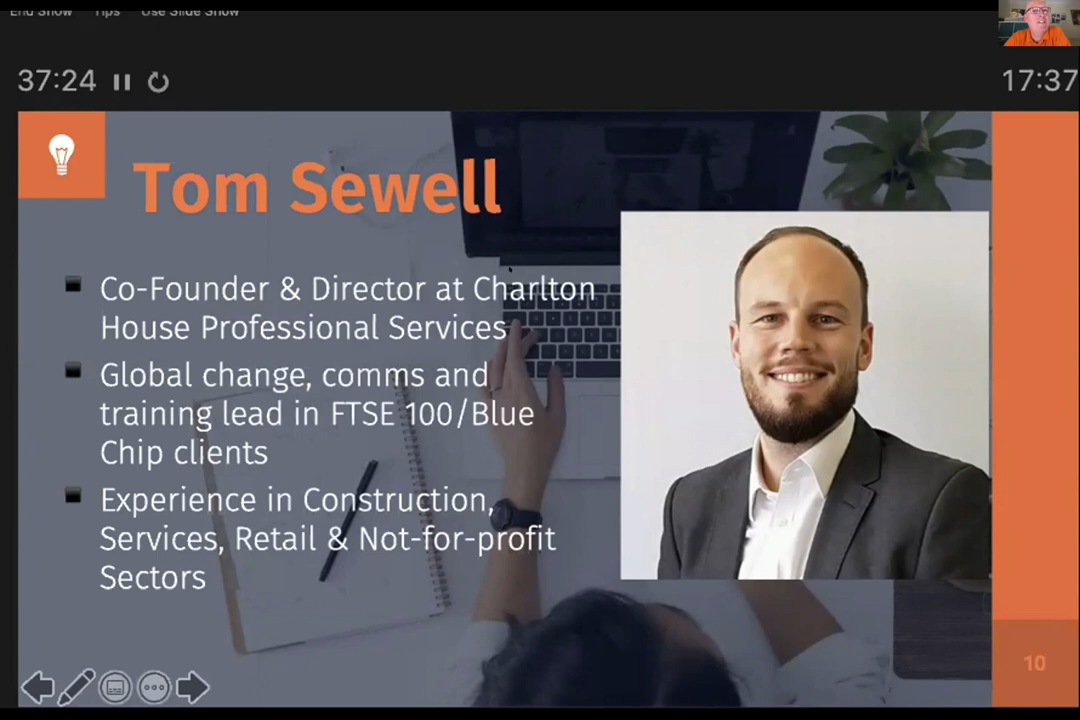 End Show Tips Use Slide Show
37:24
17:37
Tom Sewell
Co-Founder & Director at Charlton
House Professional Services
Global change, comms and
training lead in FTSE 100/Blue
Chip clients
Experience in Construction,
Services, Retail & Not-for-profit
Sectors
10